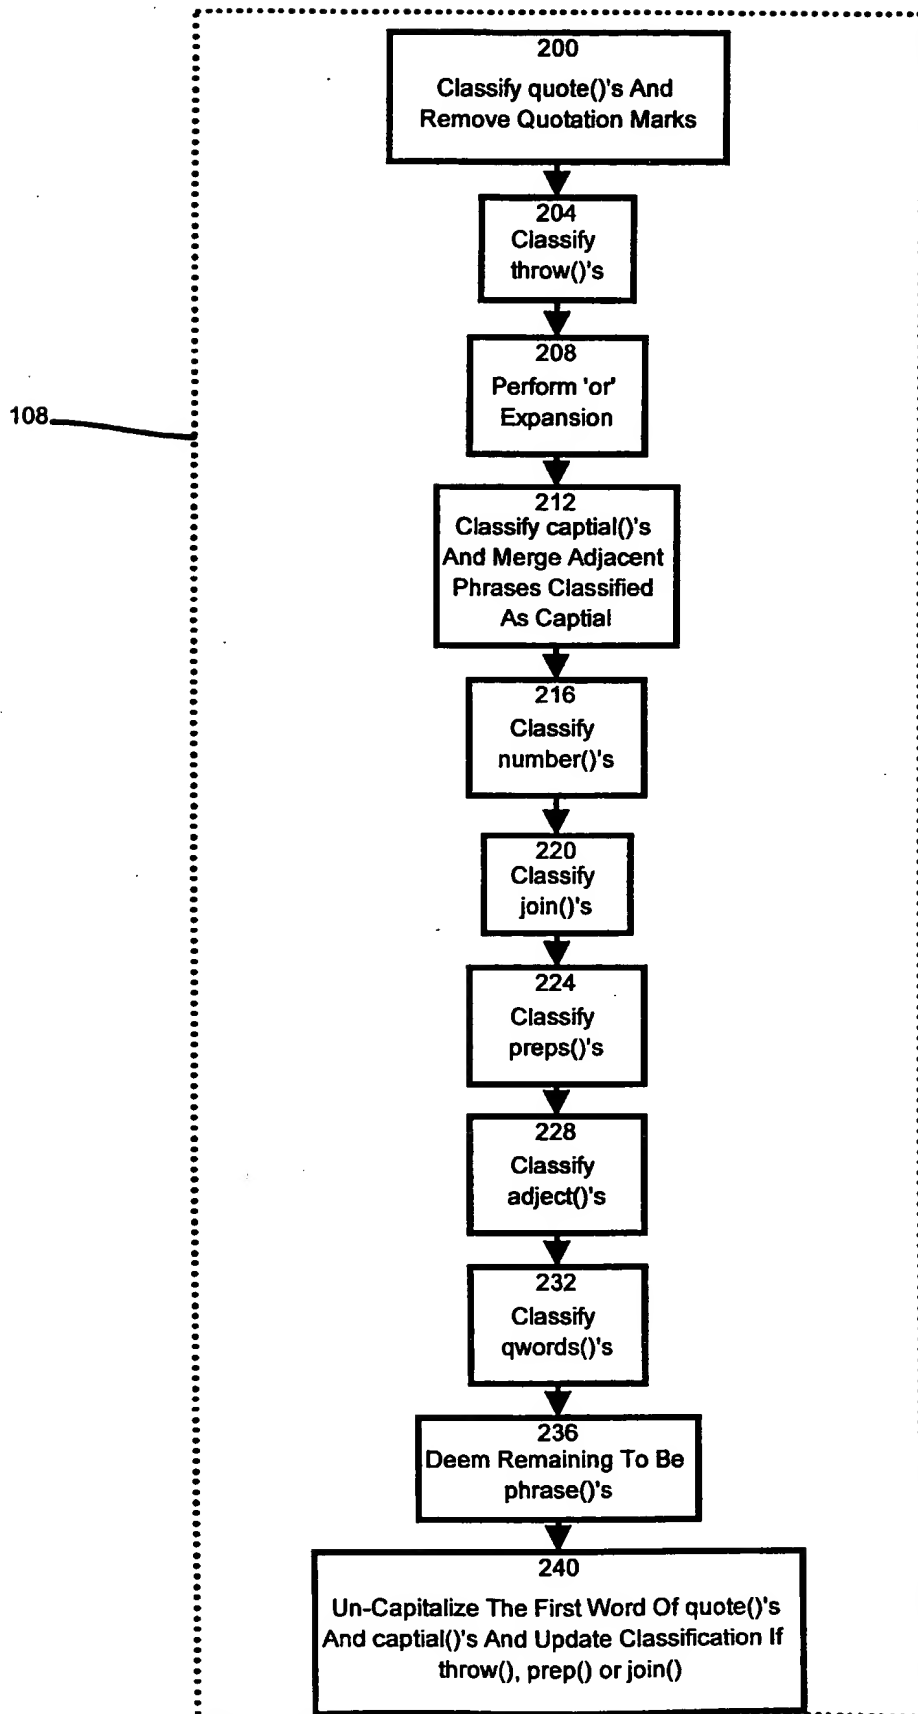 200
Classify quote()'s And
Remove Quotation Marks
204
Classify
throw()'s
208
Perform 'or'
Expansion
108
212
Classify captial()'s
And Merge Adjacent
Phrases Classified
As Captial
216
Classify
number()'s
220
Classify
join()'s
224
Classify
preps()'s
228
Classify
adject()'s
232
Classify
qwords()'s
236
Deem Remaining To Be
phrase()'s
240
Un-Capitalize The First Word Of quote()'s
And captial()'s And Update Classification If
throw(), prep() or join()